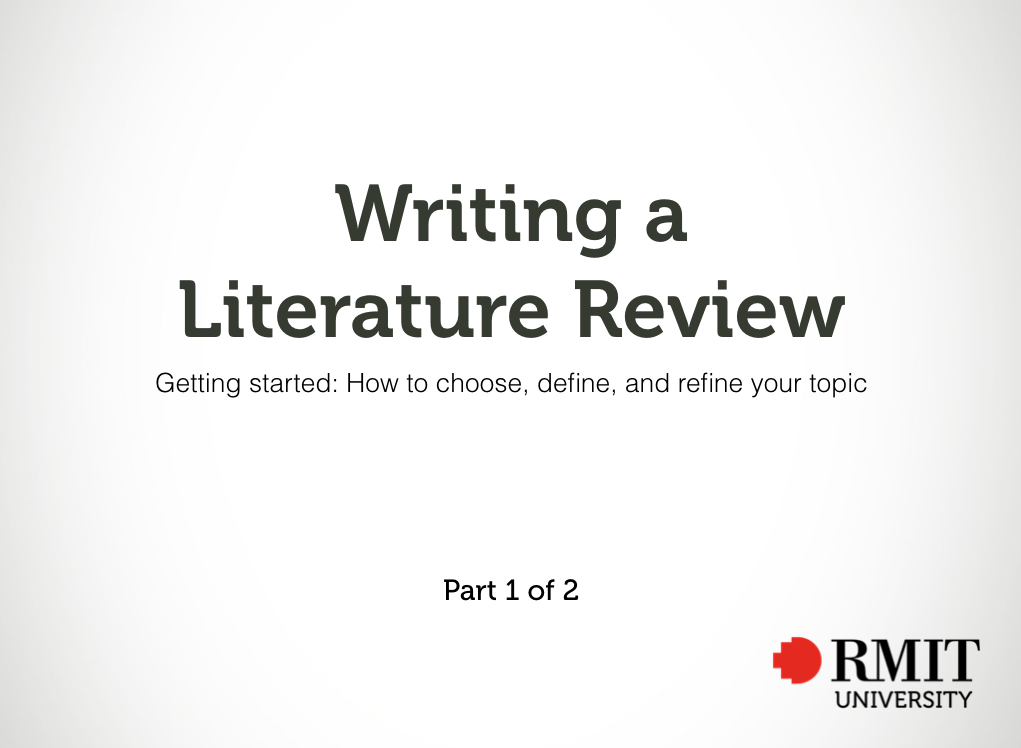 Writing a
Literature Review
Getting started: How to choose, define, and refine your topic
Part 1 of 2
RMIT
UNIVERSITY